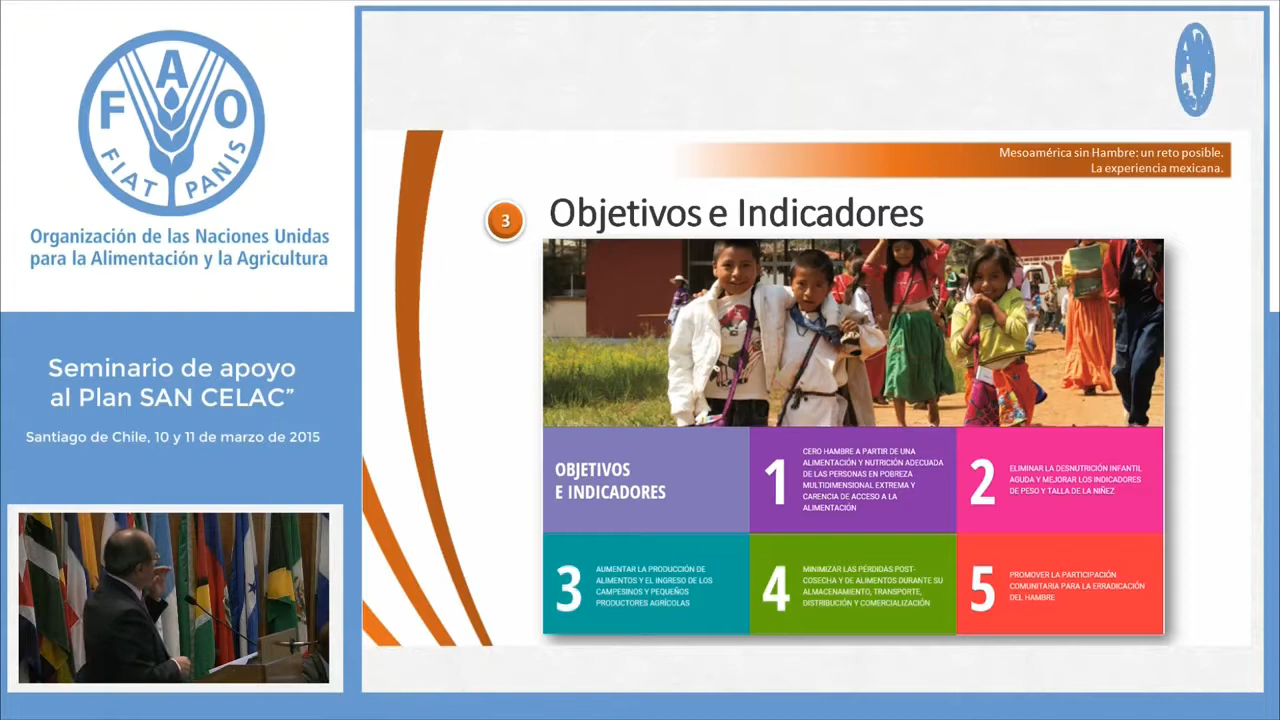 F A O
FIAT PANIS
Organización de las Naciones Unidas
para la Alimentación y la Agricultura
Seminario de apoyo
al Plan SAN CELAC”
Santiago de Chile, 10 y 11 de marzo de 2015
Mesoamérica sin Hambre: un reto posible.
La experiencia mexicana.
3
Objetivos e Indicadores
OBJETIVOS
E INDICADORES
1
CERO HAMBRE A PARTIR DE UNA
ALIMENTACIÓN Y NUTRICIÓN ADECUADA
DE LAS PERSONAS EN POBREZA
MULTIDIMENSIONAL EXTREMA Y
CARENCIA DE ACCESO A LA
ALIMENTACIÓN
2
ELIMINAR LA DESNUTRICIÓN INFANTIL
AGUDA Y MEJORAR LOS INDICADORES
DE PESO Y TALLA DE LA NIÑEZ
3
AUMENTAR LA PRODUCCIÓN DE
ALIMENTOS Y EL INGRESO DE LOS
CAMPESINOS Y PEQUEÑOS
PRODUCTORES AGRÍCOLAS
4
MINIMIZAR LAS PÉRDIDAS POST-
COSECHA Y DE ALIMENTOS DURANTE SU
ALMACENAMIENTO, TRANSPORTE,
DISTRIBUCIÓN Y COMERCIALIZACIÓN
5
PROMOVER LA PARTICIPACIÓN
COMUNITARIA PARA LA ERRADICACIÓN
DEL HAMBRE